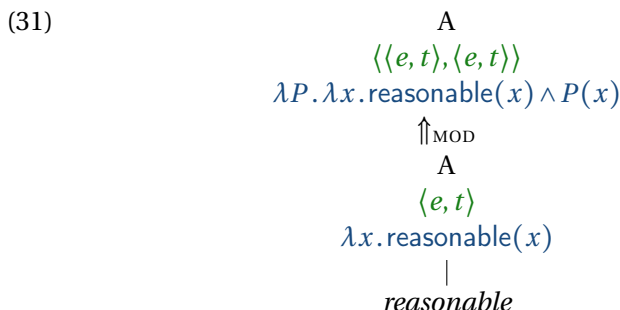 (31) A
⟨⟨e, t⟩,⟨e, t⟩⟩
λP . λx . reasonable(x) ∧ P(x)
⇑MOD
A
⟨e, t⟩
λx . reasonable(x)
|
reasonable